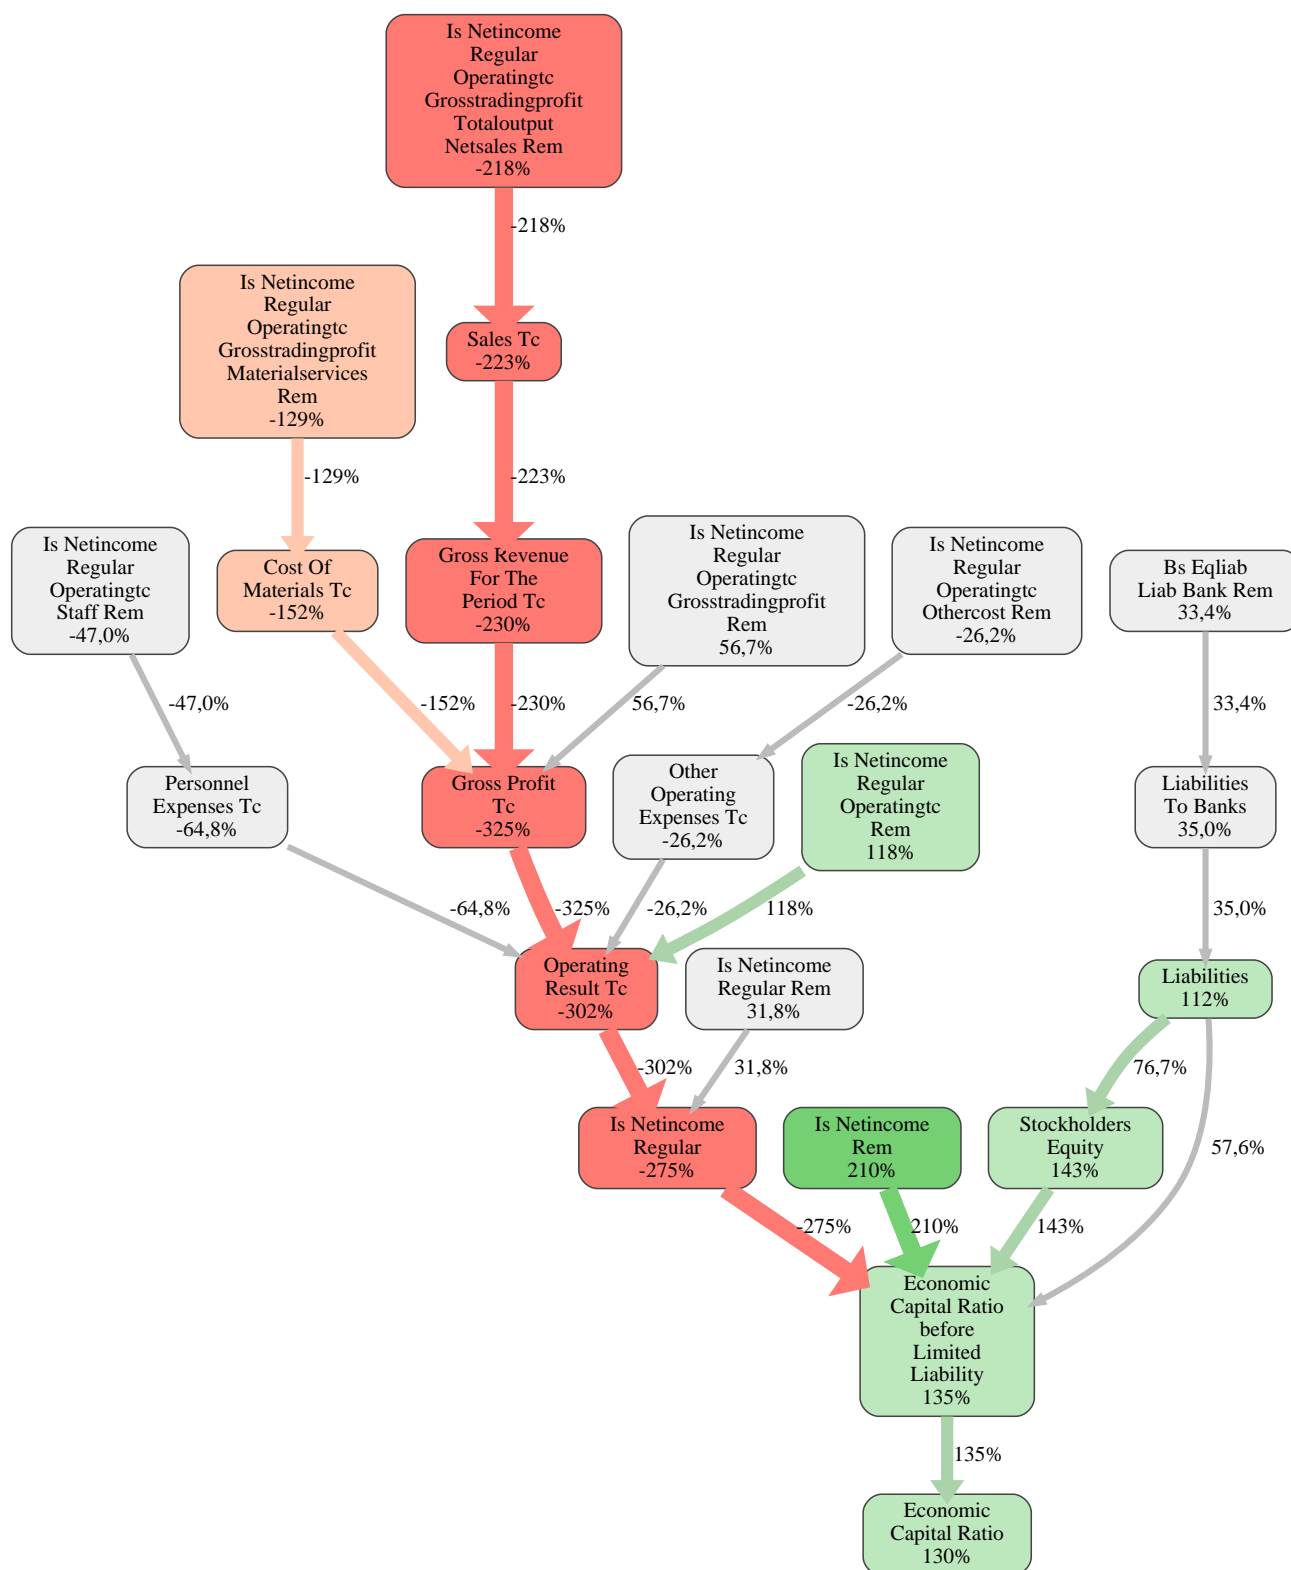 Is Netincome
Regular
Operatingtc
Grosstradingprofit
Totaloutput
Netsales Rem
-218%
-218%
Is Netincome
Regular
Operatingtc
Grosstradingprofit
Materialservices
Rem
-129%
Sales Tc
-223%
-129%
-223%
Is Netincome
Regular
Operatingtc
Staff Rem
-47,0%
Cost Of
Materials Tc
-152%
Gross Revenue
For The
Period Tc
-230%
Is Netincome
Regular
Operatingtc
Grosstradingprofit
Rem
56,7%
Is Netincome
Regular
Operatingtc
Othercost Rem
-26,2%
Bs Eqliab
Liab Bank Rem
33,4%
-47,0%
-152%
-230%
56,7%
-26,2%
33,4%
Personnel
Expenses Tc
-64,8%
Gross Profit
Tc
-325%
Other
Operating
Expenses Tc
-26,2%
Is Netincome
Regular
Operatingtc
Rem
118%
Liabilities
To Banks
35,0%
-64,8%
-325%
-26,2%
118%
35,0%
Operating
Result Tc
-302%
Is Netincome
Regular Rem
31,8%
Liabilities
112%
-302%
31,8%
76,7%
57,6%
Is Netincome
Regular
-275%
Is Netincome
Rem
210%
Stockholders
Equity
143%
-275%
210%
143%
Economic
Capital Ratio
before
Limited
Liability
135%
135%
Economic
Capital Ratio
130%